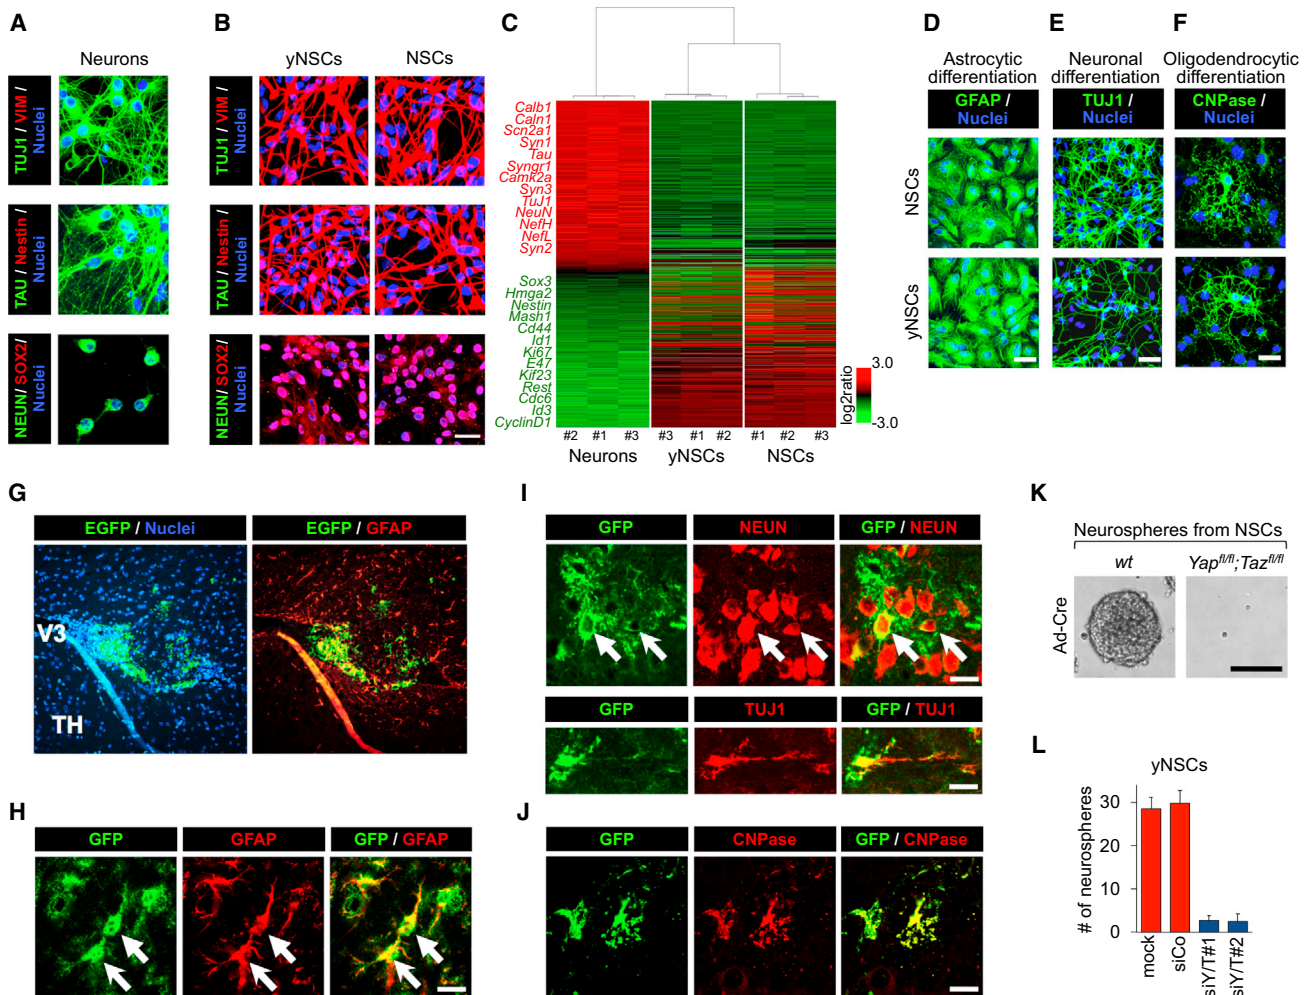 A
Neurons
TUJ1 / VIM /
Nuclei
TAU / Nestin /
Nuclei
NEUN/ SOX2/
Nuclei
B
yNSCs
NSCs
TUJ1 / VIM /
Nuclei
TAU / Nestin /
Nuclei
NEUN/ SOX2/
Nuclei
C
Calb1
Caln1
Scn2a1
Syn1
Tau
Syngr1
Camk2a
Syn3
TuJ1
NeuN
NefH
NefL
Syn2
Sox3
Hmga2
Nestin
Mash1
Cd44
Id1
Ki67
E47
Kif23
Rest
Cdc6
Id3
CyclinD1
#2 #1 #3
Neurons
#3 #1 #2
yNSCs
#1 #2 #3
NSCs
log2ratio
3.0
-3.0
D
Astrocytic
differentiation
GFAP /
Nuclei
E
Neuronal
differentiation
TUJ1 /
Nuclei
F
Oligodendrocytic
differentiation
CNPase /
Nuclei
NSCs
yNSCs
G
EGFP / Nuclei
EGFP / GFAP
V3
TH
H
GFP
GFAP
GFP / GFAP
I
GFP
NEUN
GFP / NEUN
GFP
TUJ1
GFP / TUJ1
J
GFP
CNPase
GFP / CNPase
K
Neurospheres from NSCs
wt
Yapfl/fl;Tazfl/fl
Ad-Cre
L
yNSCs
# of neurospheres
30
20
10
0
mock
siCo
siY/T#1
siY/T#2